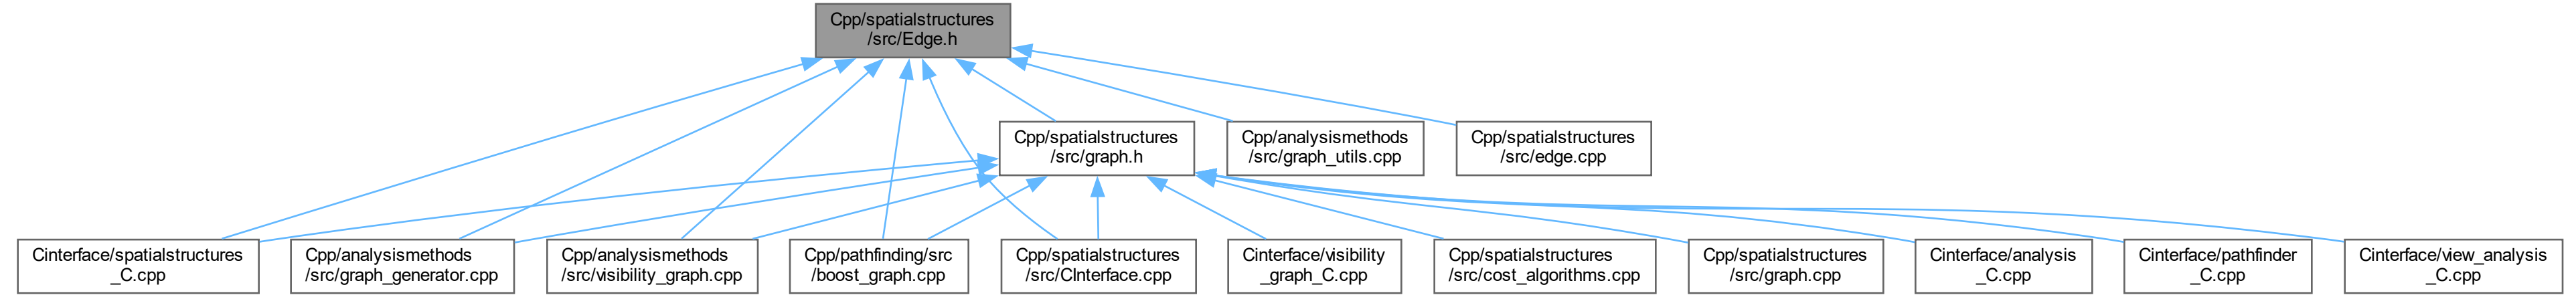 Cpp/spatialstructures
/src/Edge.h
Cpp/spatialstructures
/src/graph.h
Cpp/analysismethods
/src/graph_utils.cpp
Cpp/spatialstructures
/src/edge.cpp
Cinterface/spatialstructures
_C.cpp
Cpp/analysismethods
/src/graph_generator.cpp
Cpp/analysismethods
/src/visibility_graph.cpp
Cpp/pathfinding/src
/boost_graph.cpp
Cpp/spatialstructures
/src/CInterface.cpp
Cinterface/visibility
_graph_C.cpp
Cpp/spatialstructures
/src/cost_algorithms.cpp
Cpp/spatialstructures
/src/graph.cpp
Cinterface/analysis
_C.cpp
Cinterface/pathfinder
_C.cpp
Cinterface/view_analysis
_C.cpp